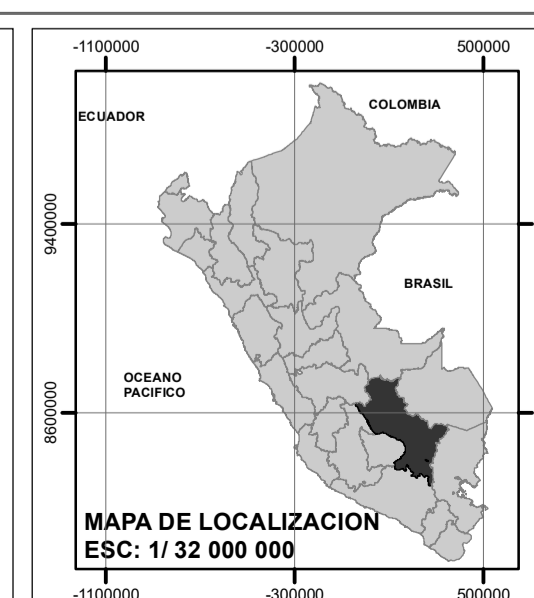 -1100000 -300000 500000
ECUADOR
COLOMBIA
9400000
BRASIL
OCEANO
PACIFICO
8600000
MAPA DE LOCALIZACION
ESC: 1/ 32 000 000
-1100000 -300000 500000